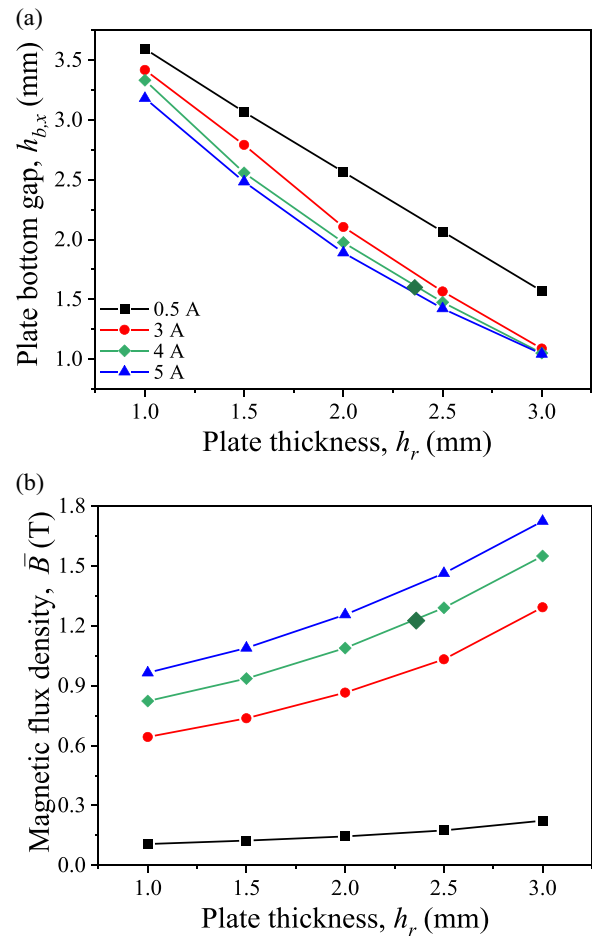 (a)
Plate bottom gap, h_{b,x} (mm)
3.5
3.0
2.5
2.0
1.5
1.0
0.5 A
3 A
4 A
5 A
1.0 1.5 2.0 2.5 3.0
Plate thickness, h_r (mm)
(b)
Magnetic flux density, B̄ (T)
1.8
1.5
1.2
0.9
0.6
0.3
0.0
1.0 1.5 2.0 2.5 3.0
Plate thickness, h_r (mm)